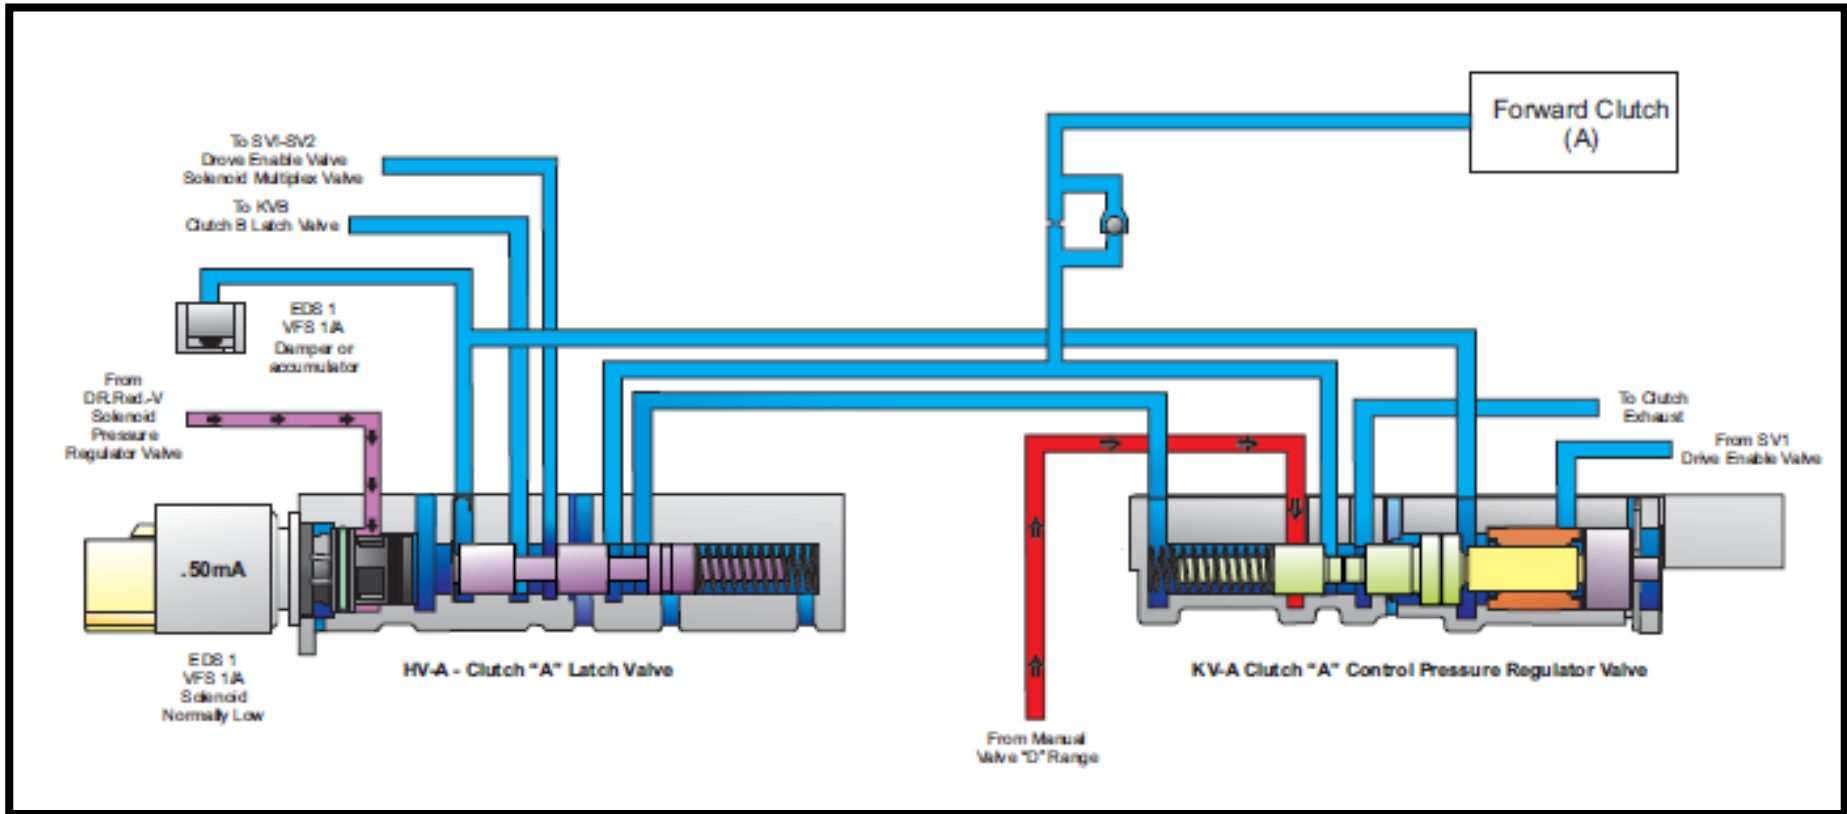 Forward Clutch
(A)
To SV1-SV2
Drove Enable Valve
Solenoid Multiplex Valve
To KVB
Clutch B Latch Valve
EDS 1
VFS 1/A
Damper or
accumulator
From
DR.Red.-V
Solenoid
Pressure
Regulator Valve
To Clutch
Exhaust
From SV1
Drive Enable Valve
.50mA
EDS 1
VFS 1/A
Solenoid
Normally Low
HV-A - Clutch "A" Latch Valve
KV-A Clutch "A" Control Pressure Regulator Valve
From Manual
Valve "D" Range